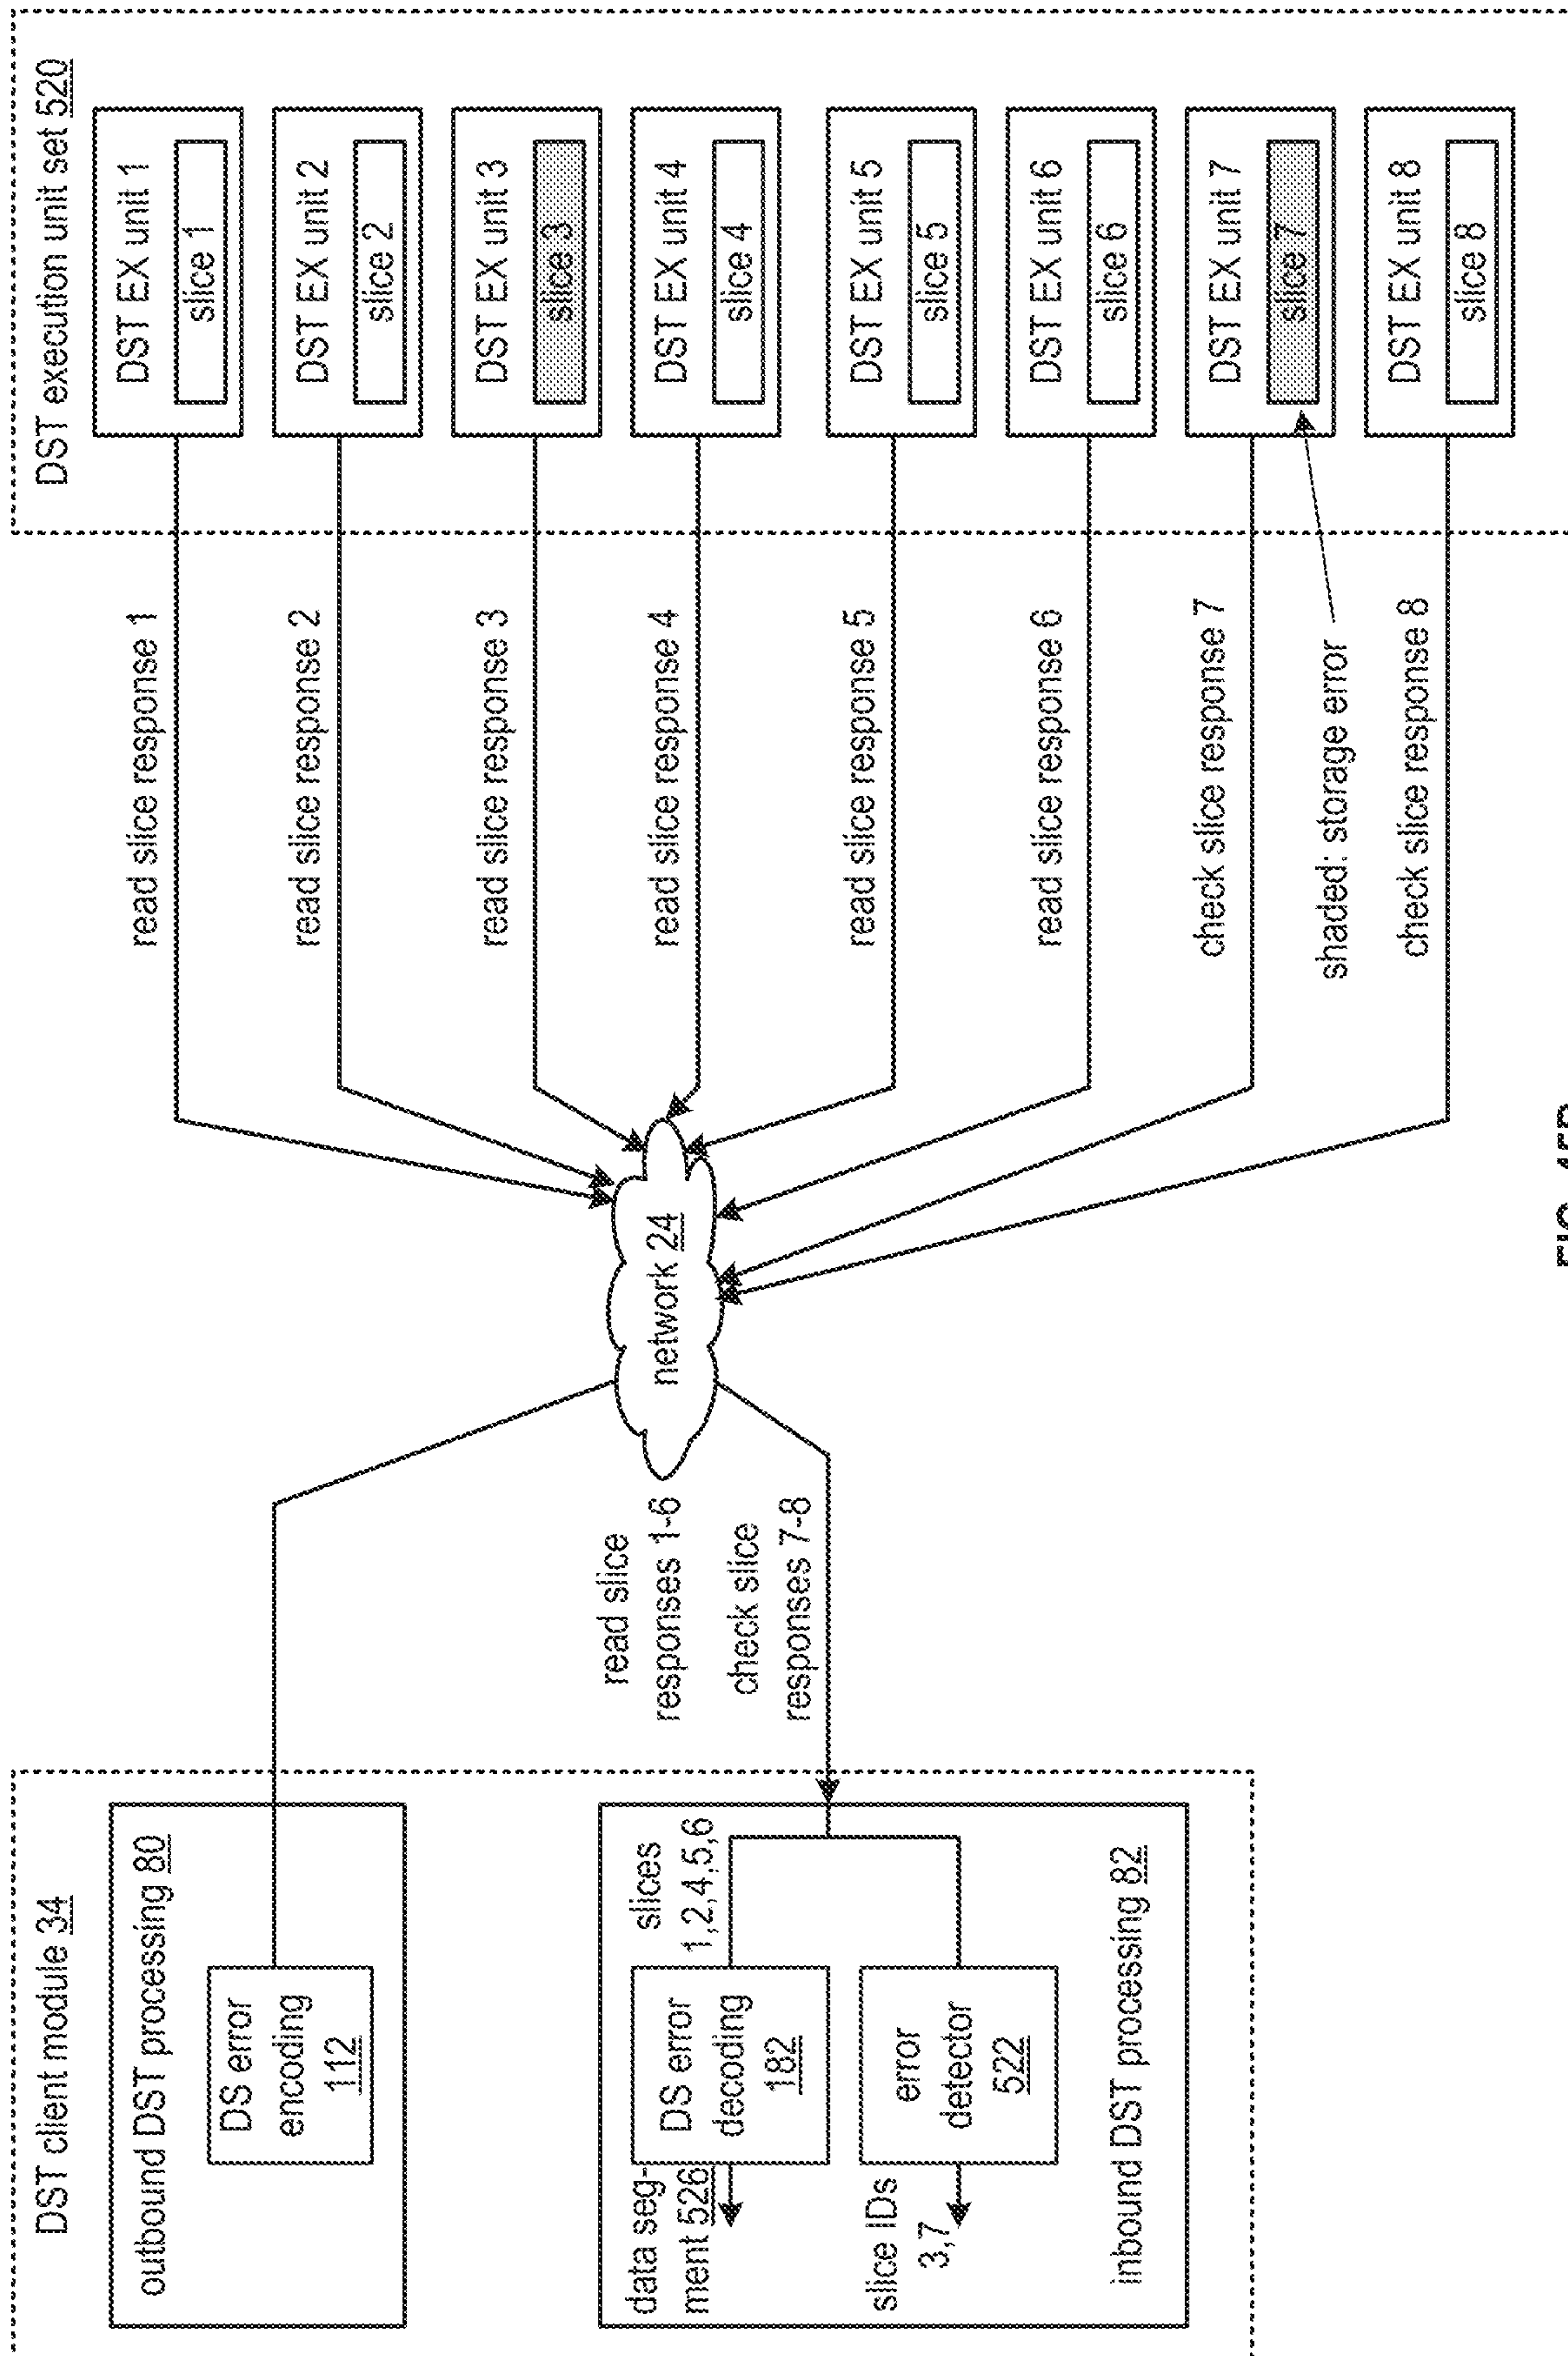 DST client module 34
outbound DST processing 80
DS error
encoding
112
data seg-
ment 526
DS error
decoding
182
slices
1,2,4,5,6
slice IDs
3,7
error
detector
522
inbound DST processing 82
read slice
responses 1-6
check slice
responses 7-8
network 24
read slice response 1
read slice response 2
read slice response 3
read slice response 4
read slice response 5
read slice response 6
check slice response 7
shaded: storage error
check slice response 8
DST execution unit set 520
DST EX unit 1
slice 1
DST EX unit 2
slice 2
DST EX unit 3
slice 3
DST EX unit 4
slice 4
DST EX unit 5
slice 5
DST EX unit 6
slice 6
DST EX unit 7
slice 7
DST EX unit 8
slice 8